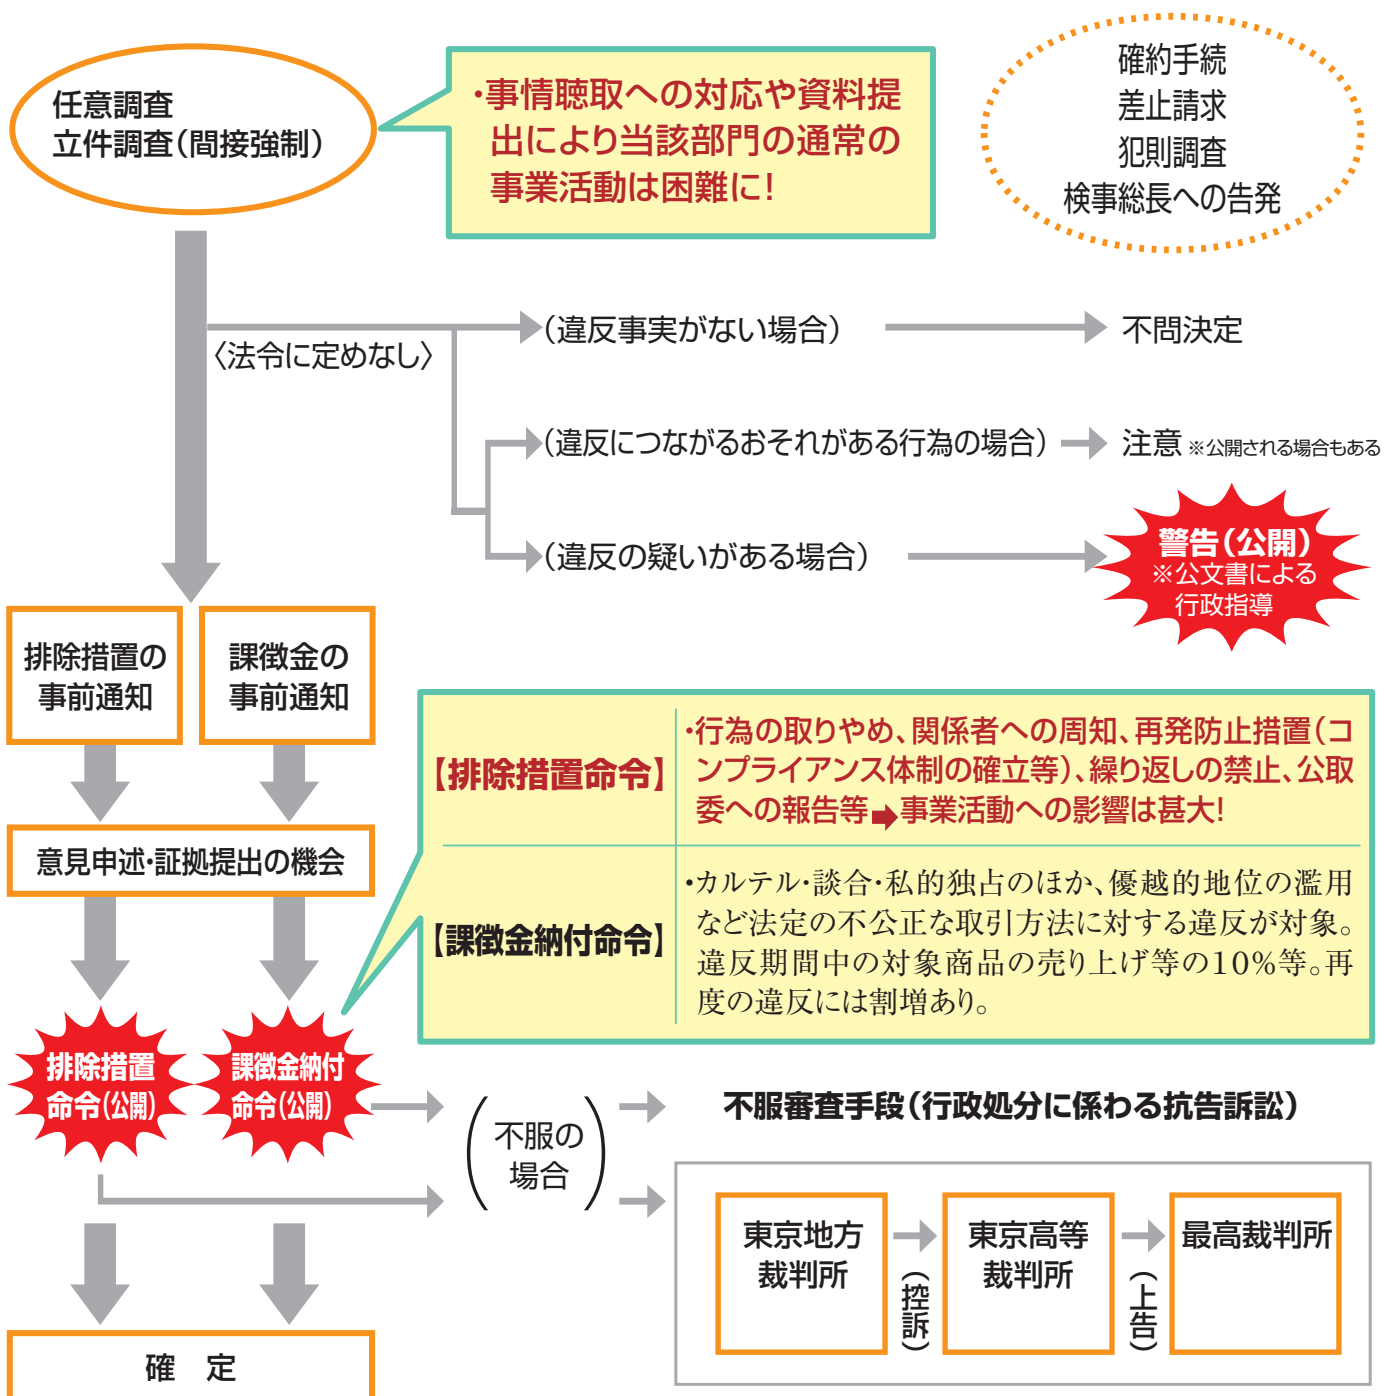 任意調査
立件調査(間接強制)
・事情聴取への対応や資料提
出により当該部門の通常の
事業活動は困難に!
確約手続
差止請求
犯則調査
検事総長への告発
〈法令に定めなし〉
(違反事実がない場合)
不問決定
(違反につながるおそれがある行為の場合)
注意 ※公開される場合もある
(違反の疑いがある場合)
警告(公開)
※公文書による
行政指導
排除措置の
事前通知
課徴金の
事前通知
意見申述・証拠提出の機会
【排除措置命令】
・行為の取りやめ、関係者への周知、再発防止措置(コ
ンプライアンス体制の確立等)、繰り返しの禁止、公取
委への報告等➡事業活動への影響は甚大!
【課徴金納付命令】
・カルテル・談合・私的独占のほか、優越的地位の濫用
など法定の不公正な取引方法に対する違反が対象。
違反期間中の対象商品の売り上げ等の10%等。再
度の違反には割増あり。
排除措置
命令(公開)
課徴金納付
命令(公開)
(不服の
場合)
不服審査手段(行政処分に係わる抗告訴訟)
東京地方
裁判所
(控訴)
東京高等
裁判所
(上告)
最高裁判所
確 定